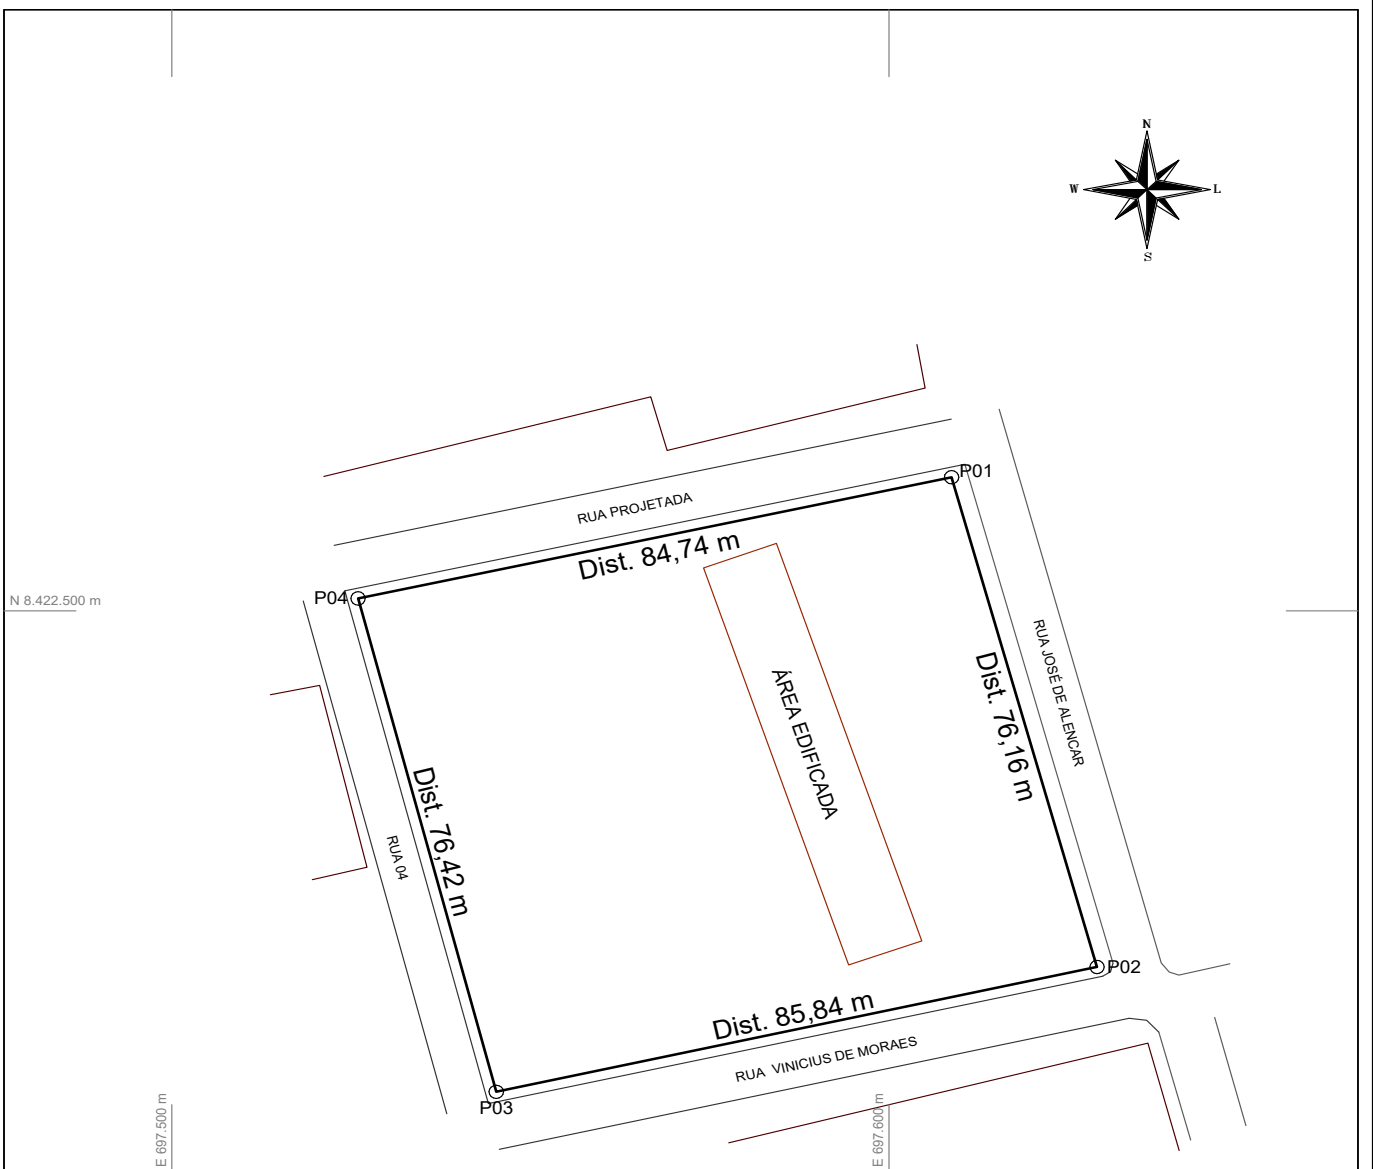 N
W
L
S
P01
RUA PROJETADA
Dist. 84,74 m
P04
N 8.422.500 m
RUA JOSÉ DE ALENCAR
Dist. 76,16 m
ÁREA EDIFICADA
Dist. 76,42 m
RUA 04
P02
Dist. 85,84 m
RUA VINICIUS DE MORAES
P03
E 697.500 m
E 697.600 m